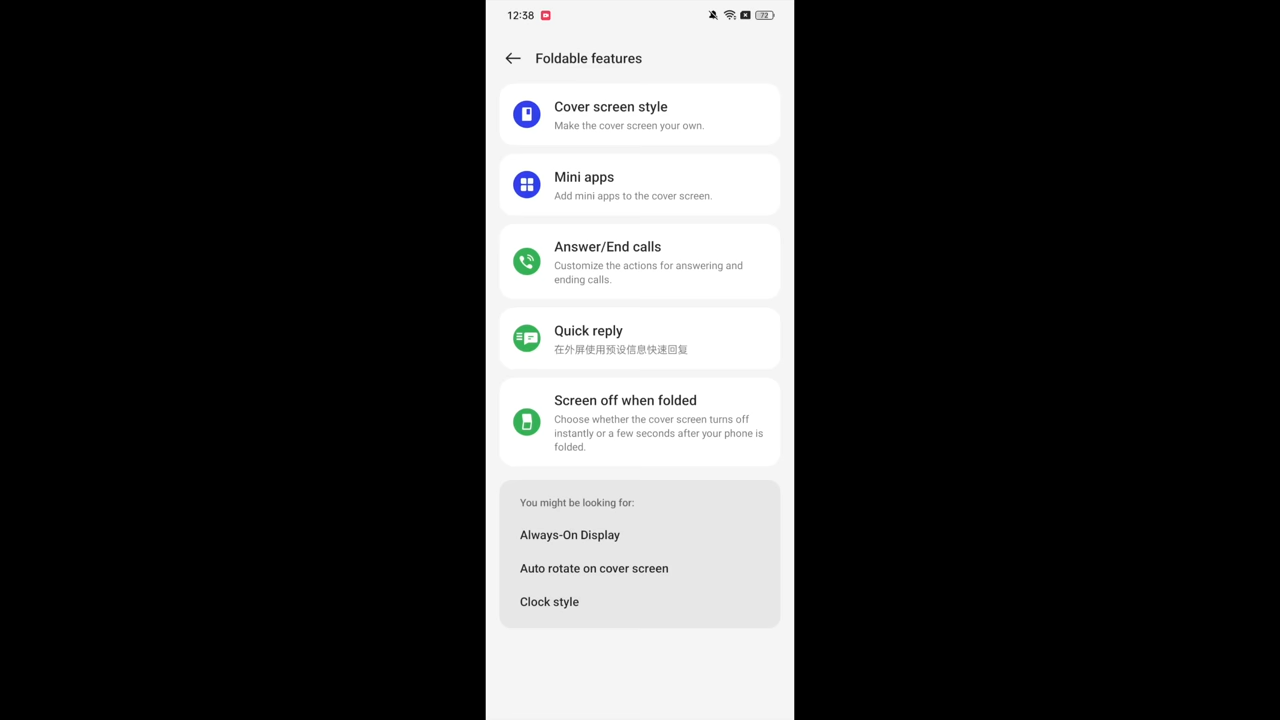 12:38
72
Foldable features
Cover screen style
Make the cover screen your own.
Mini apps
Add mini apps to the cover screen.
Answer/End calls
Customize the actions for answering and
ending calls.
Quick reply
在外屏使用预设信息快速回复
Screen off when folded
Choose whether the cover screen turns off
instantly or a few seconds after your phone is
folded.
You might be looking for:
Always-On Display
Auto rotate on cover screen
Clock style